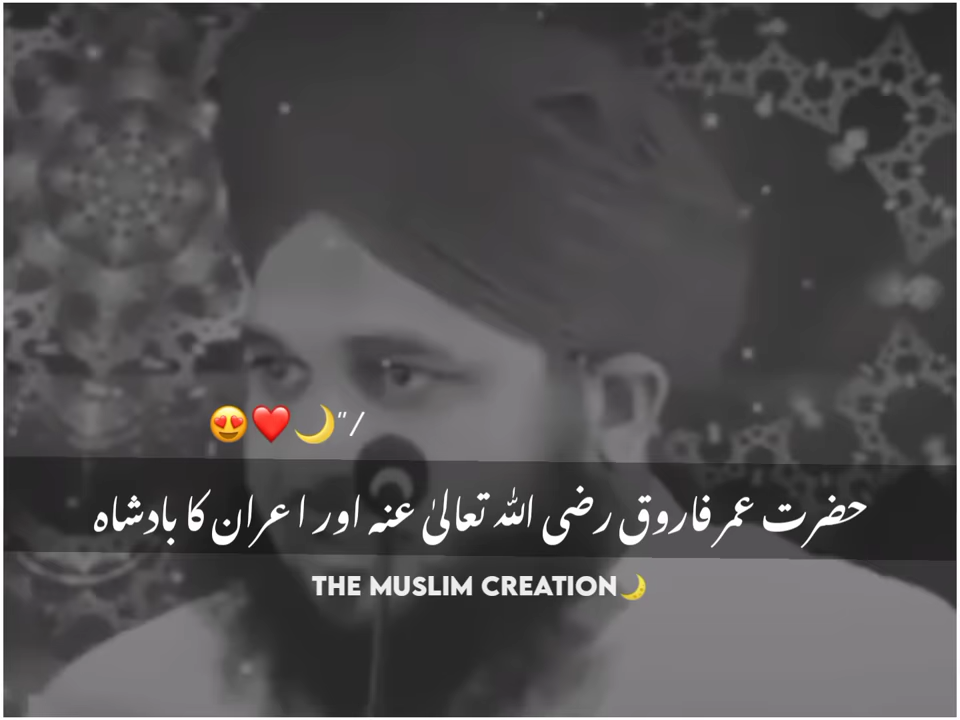 😍❤️🌙"/
حضرت عمر فاروق رضی اللہ تعالیٰ عنہ اور اعران کا بادشاہ
THE MUSLIM CREATION🌙